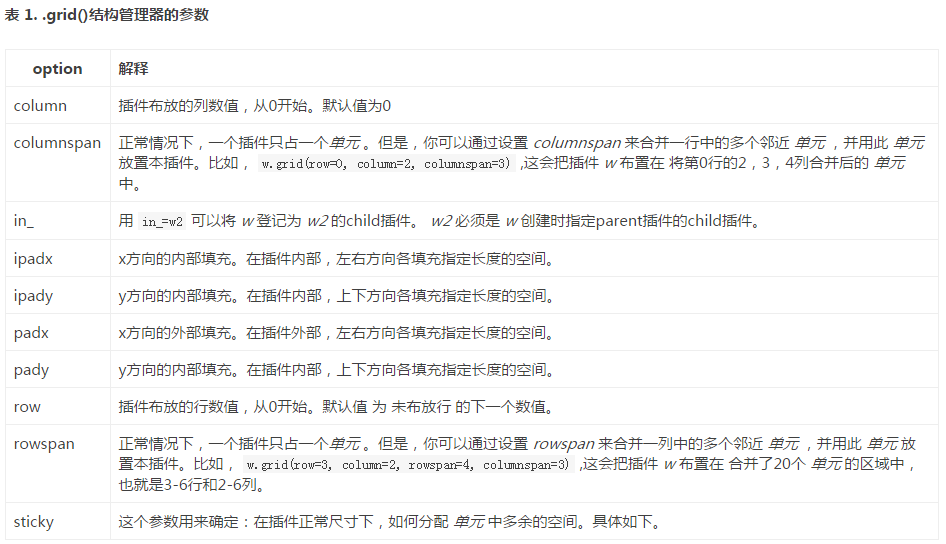 表 1. .grid()结构管理器的参数
option 解释
column 插件布放的列数值，从0开始。默认值为0
columnspan 正常情况下，一个插件只占一个单元。但是，你可以通过设置 columnspan 来合并一行中的多个邻近 单元 ，并用此 单元
放置本插件。比如， w.grid(row=0, column=2, columnspan=3) ,这会把插件 w 布置在 将第0行的2，3，4列合并后的 单元
中。
in_ 用 in_=w2 可以将 w 登记为 w2 的child插件。 w2 必须是 w 创建时指定parent插件的child插件。
ipadx x方向的内部填充。在插件内部，左右方向各填充指定长度的空间。
ipady y方向的内部填充。在插件内部，上下方向各填充指定长度的空间。
padx x方向的外部填充。在插件外部，左右方向各填充指定长度的空间。
pady y方向的内部填充。在插件内部，上下方向各填充指定长度的空间。
row 插件布放的行数值，从0开始。默认值 为 未布放行 的下一个数值。
rowspan 正常情况下，一个插件只占一个单元。但是，你可以通过设置 rowspan 来合并一列中的多个邻近 单元 ，并用此 单元 放
置本插件。比如， w.grid(row=3, column=2, rowspan=4, columnspan=3) ,这会把插件 w 布置在 合并了20个 单元 的区域中，
也就是3-6行和2-6列。
sticky 这个参数用来确定：在插件正常尺寸下，如何分配 单元 中多余的空间。具体如下。